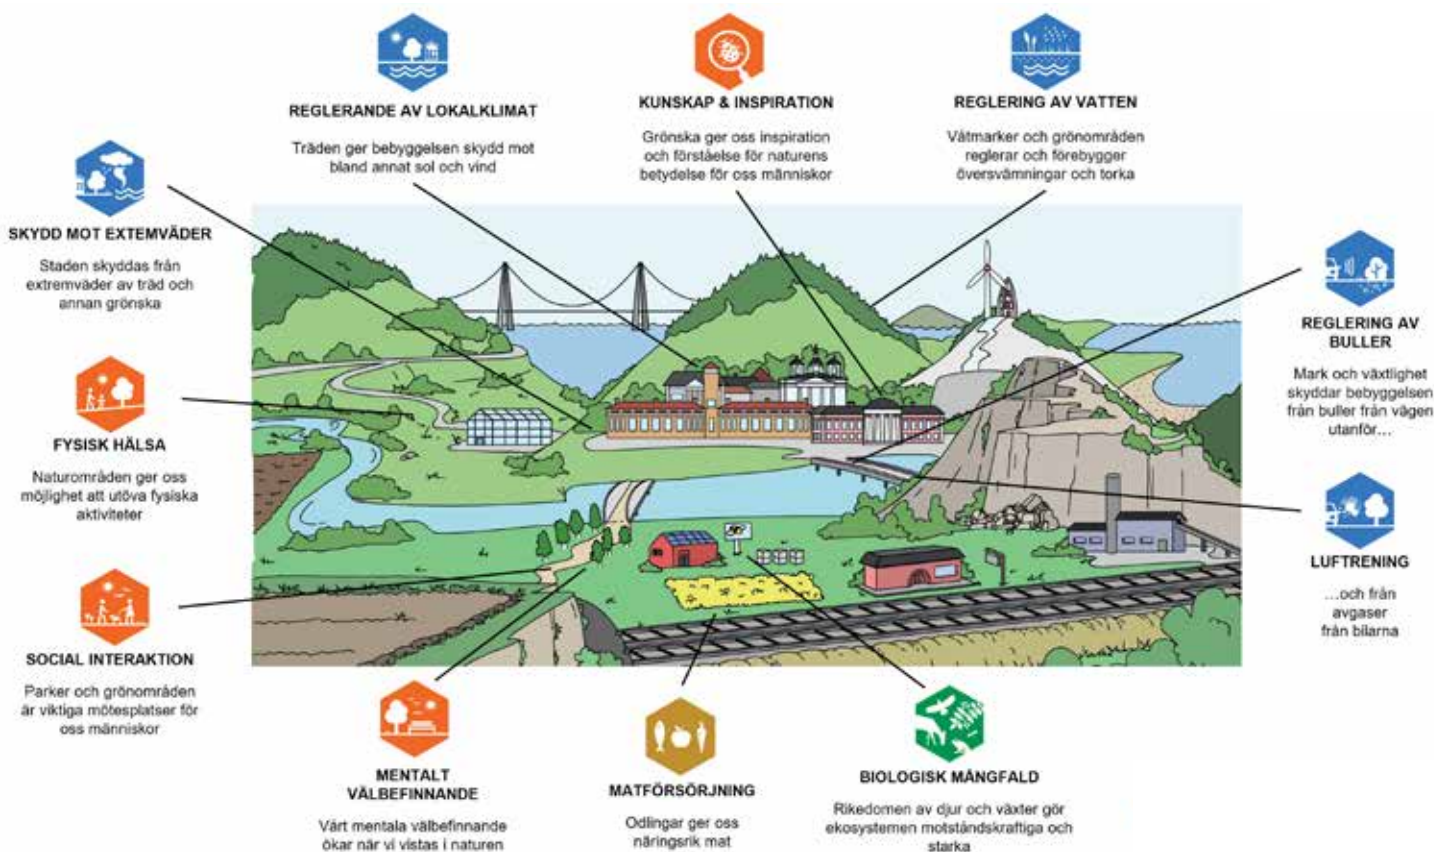 REGLERANDE AV LOKALKLIMAT
Träden ger bebyggelsen skydd mot
bland annat sol och vind
KUNSKAP & INSPIRATION
Grönska ger oss inspiration
och förståelse för naturens
betydelse för oss människor
REGLERING AV VATTEN
Våtmarker och grönområden
reglerar och förebygger
översvämningar och torka
SKYDD MOT EXTEMVÄDER
Staden skyddas från
extremväder av träd och
annan grönska
REGLERING AV
BULLER
Mark och växtlighet
skyddar bebyggelsen
från buller från vägen
utanför...
FYSISK HÄLSA
Naturområden ger oss
möjlighet att utöva fysiska
aktiviteter
LUFTRENING
...och från
avgaser
från bilarna
SOCIAL INTERAKTION
Parker och grönområden
är viktiga mötesplatser för
oss människor
MENTALT
VÄLBEFINNANDE
Vårt mentala välbefinnande
ökar när vi vistas i naturen
MATFÖRSÖRJNING
Odlingar ger oss
näringsrik mat
BIOLOGISK MÅNGFALD
Rikedomen av djur och växter gör
ekosystemen motståndskraftiga och
starka